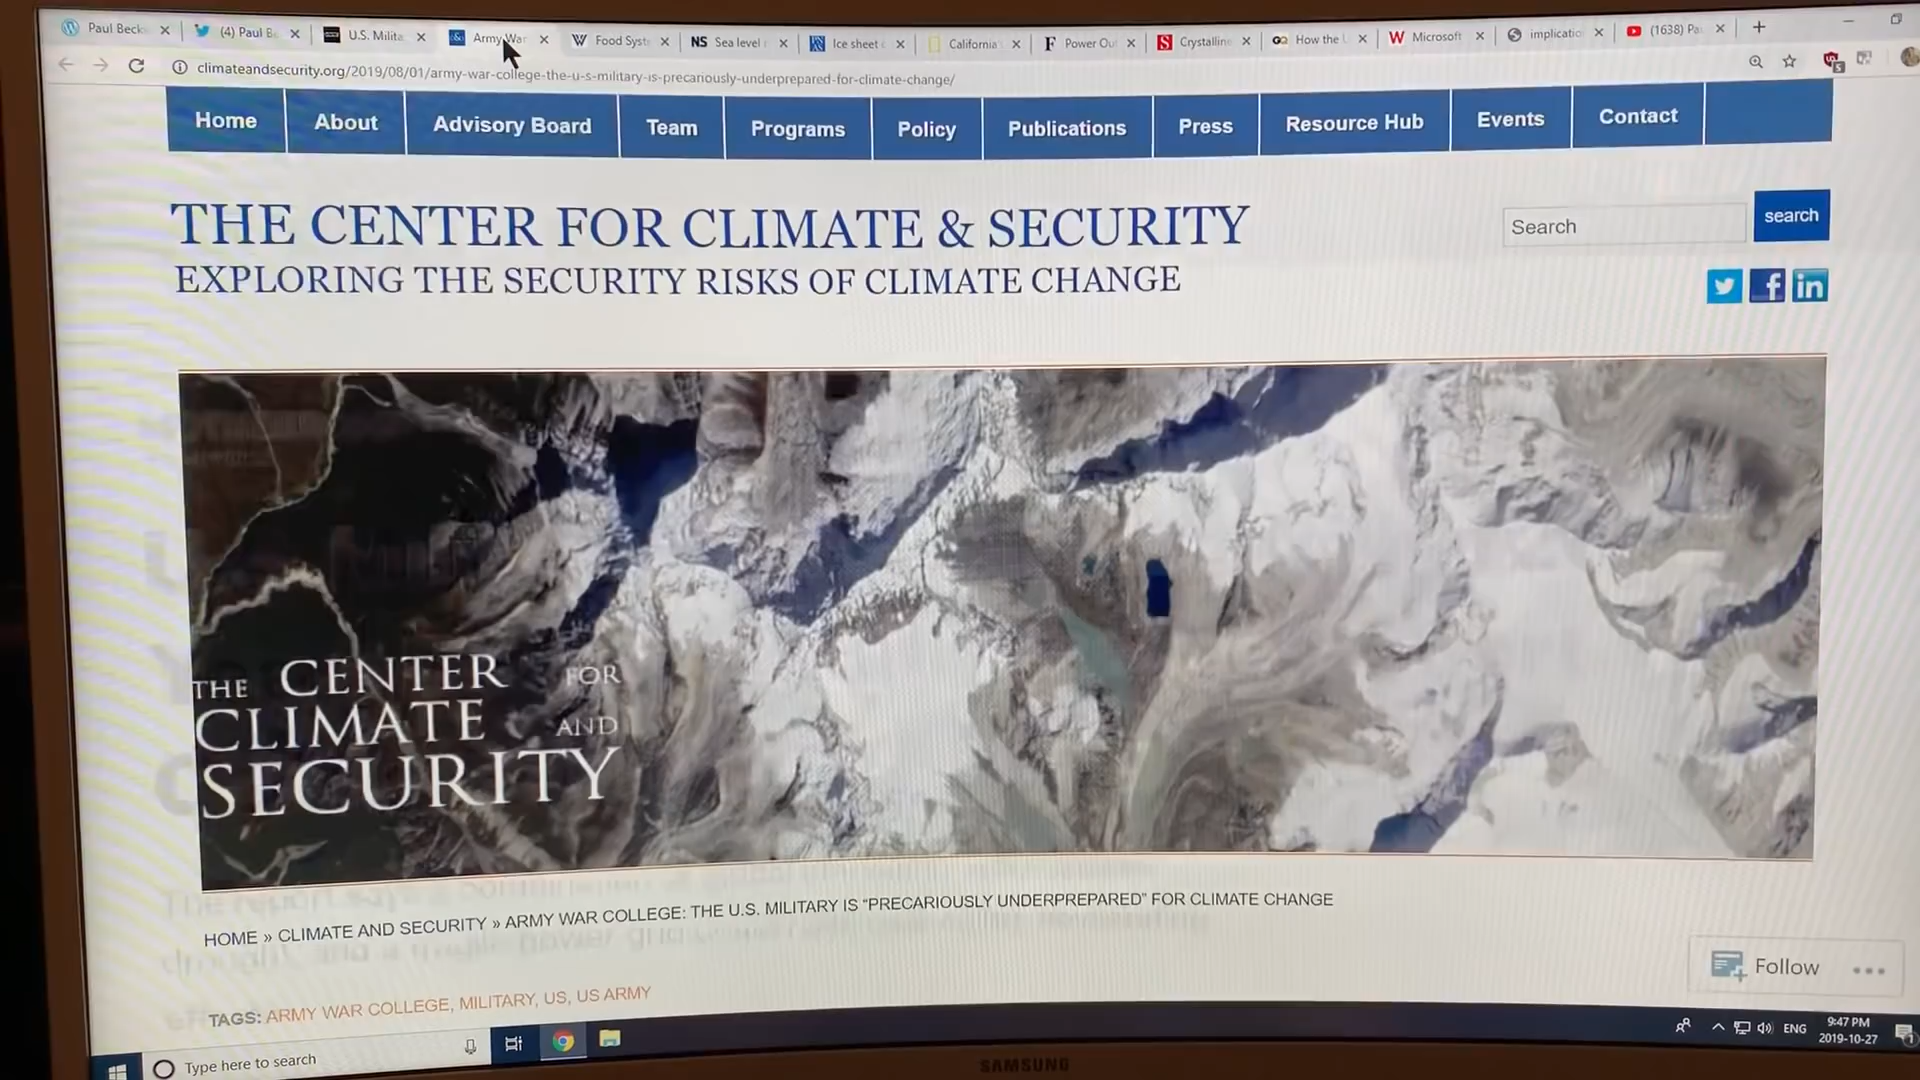 Paul Beck
(4) Paul B
U.S. Milita
Army War
Food Syst
NS Sea level
Ice sheet
California
F Power Ou
S Crystalline
GQ How the
W Microsoft
implicatio
(1638) Pa
climateandsecurity.org/2019/08/01/army-war-college-the-u-s-military-is-precariously-underprepared-for-climate-change/
Home About Advisory Board Team Programs Policy Publications Press Resource Hub Events Contact
THE CENTER FOR CLIMATE & SECURITY
EXPLORING THE SECURITY RISKS OF CLIMATE CHANGE
Search search
THE CENTER FOR
CLIMATE AND
SECURITY
HOME » CLIMATE AND SECURITY » ARMY WAR COLLEGE: THE U.S. MILITARY IS “PRECARIOUSLY UNDERPREPARED” FOR CLIMATE CHANGE
Follow
TAGS: ARMY WAR COLLEGE, MILITARY, US, US ARMY
Type here to search
ENG
9:47 PM
2019-10-27
SAMSUNG